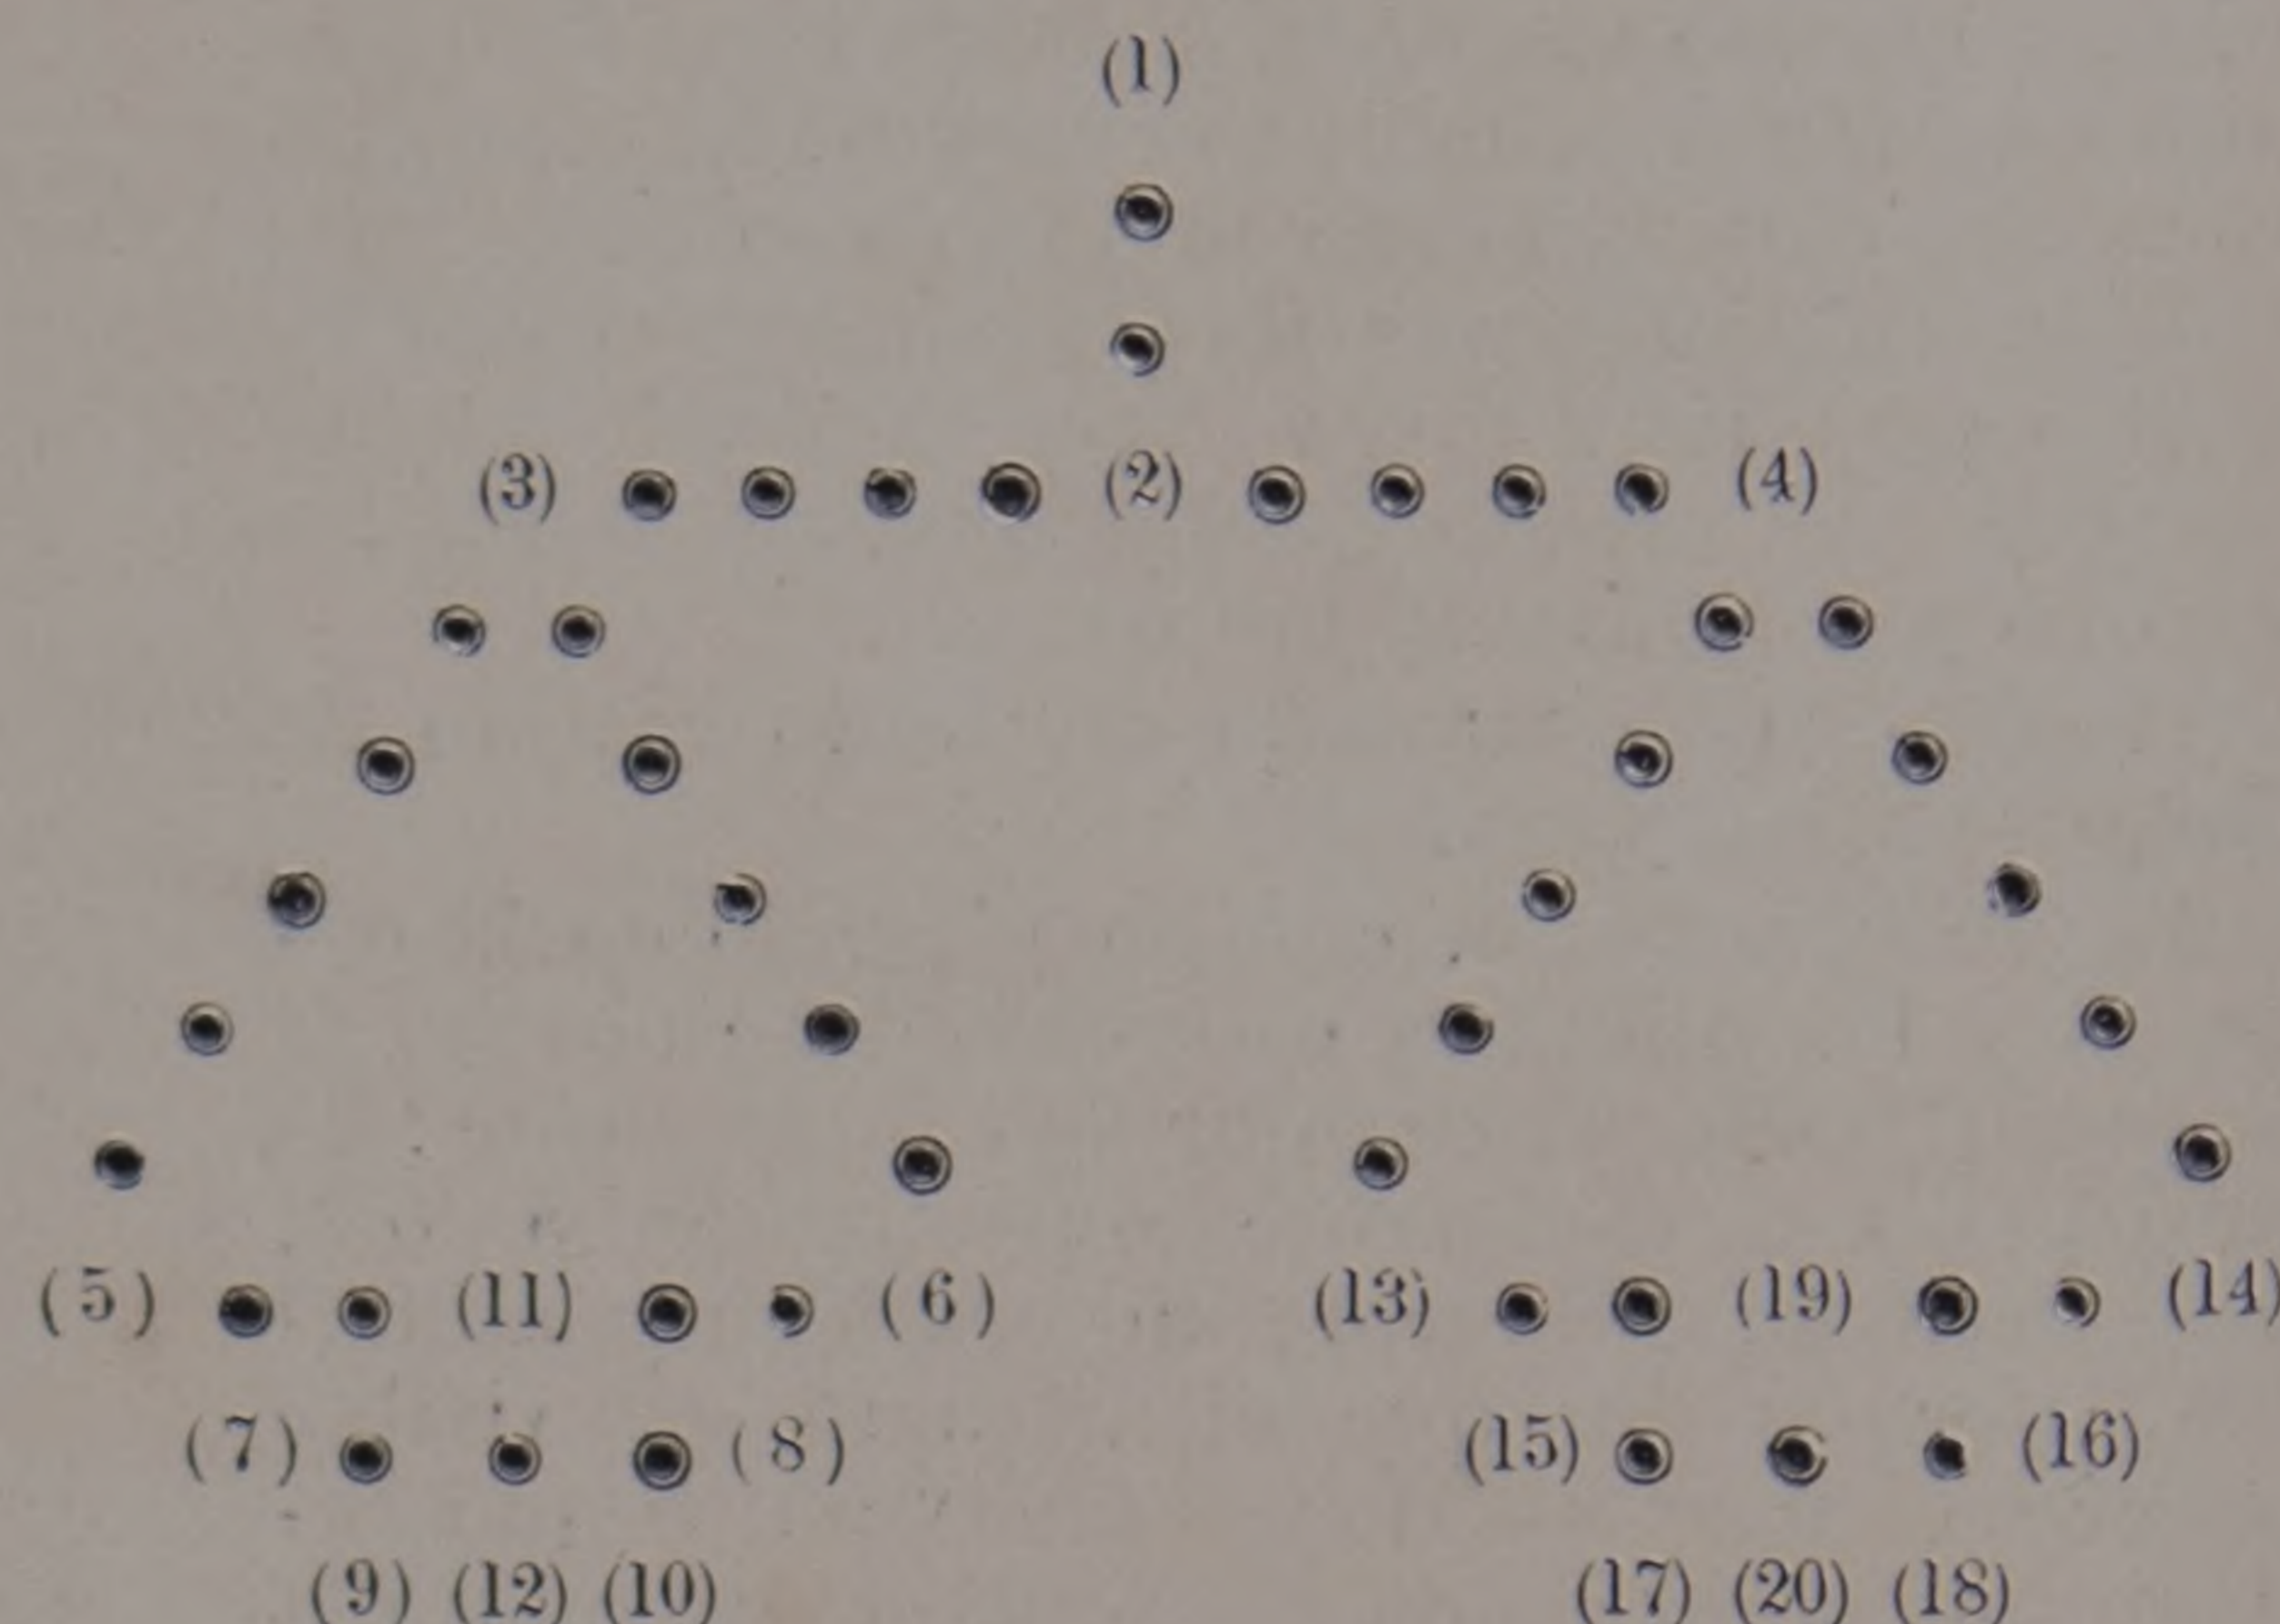 (1)
(3) (2) (4)
(5) (11) (6) (13) (19) (14)
(7) (8) (15) (16)
(9) (12) (10) (17) (20) (18)